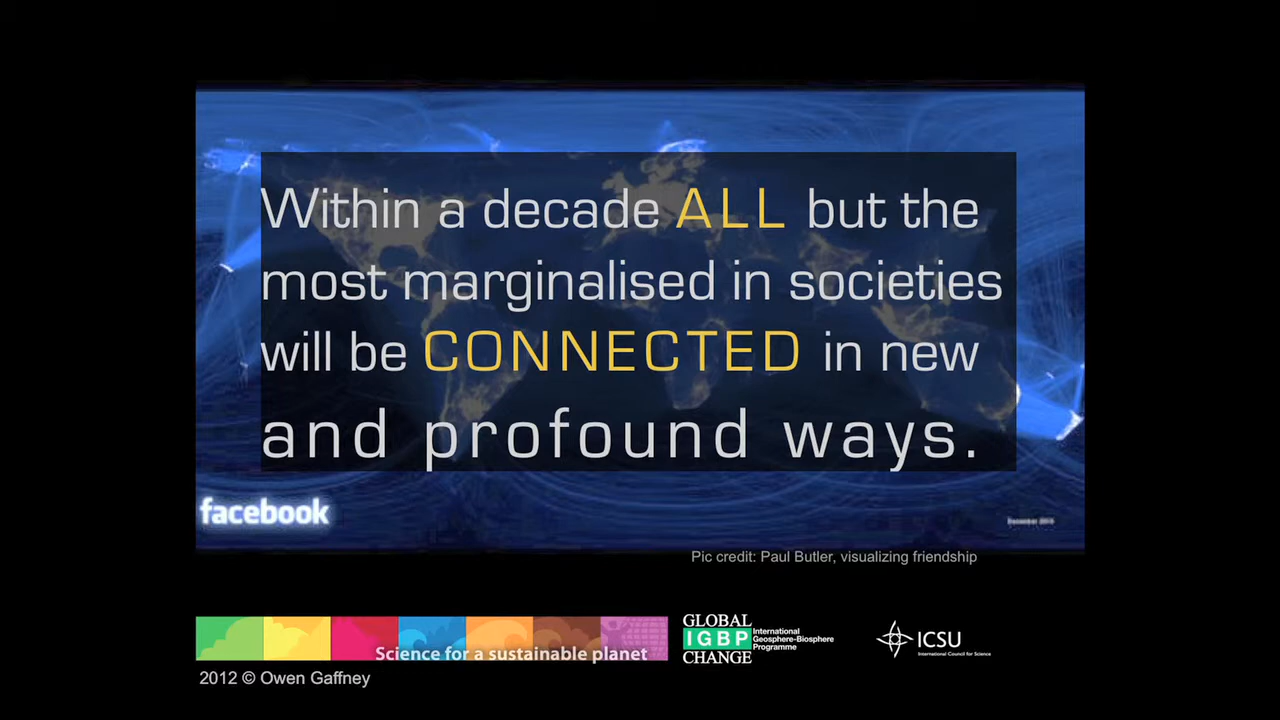 Within a decade ALL but the
most marginalised in societies
will be CONNECTED in new
and profound ways.
facebook
December 2010
Pic credit: Paul Butler, visualizing friendship
Science for a sustainable planet
GLOBAL
IGBP
CHANGE
International
Geosphere-Biosphere
Programme
ICSU
International Council for Science
2012 © Owen Gaffney